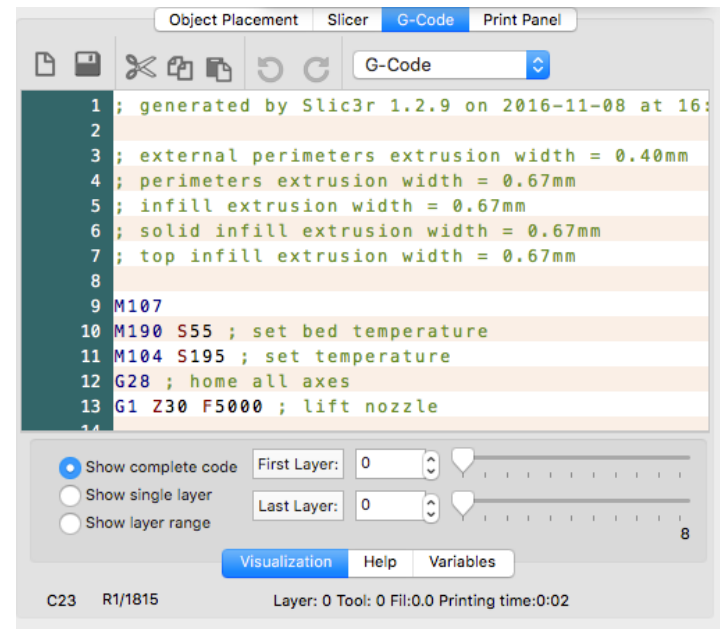 Object Placement Slicer G-Code Print Panel
G-Code
1 ; generated by Slic3r 1.2.9 on 2016-11-08 at 16:
2
3 ; external perimeters extrusion width = 0.40mm
4 ; perimeters extrusion width = 0.67mm
5 ; infill extrusion width = 0.67mm
6 ; solid infill extrusion width = 0.67mm
7 ; top infill extrusion width = 0.67mm
8
9 M107
10 M190 S55 ; set bed temperature
11 M104 S195 ; set temperature
12 G28 ; home all axes
13 G1 Z30 F5000 ; lift nozzle
14
Show complete code First Layer: 0
Show single layer
Last Layer: 0
Show layer range
8
Visualization Help Variables
C23 R1/1815 Layer: 0 Tool: 0 Fil:0.0 Printing time:0:02